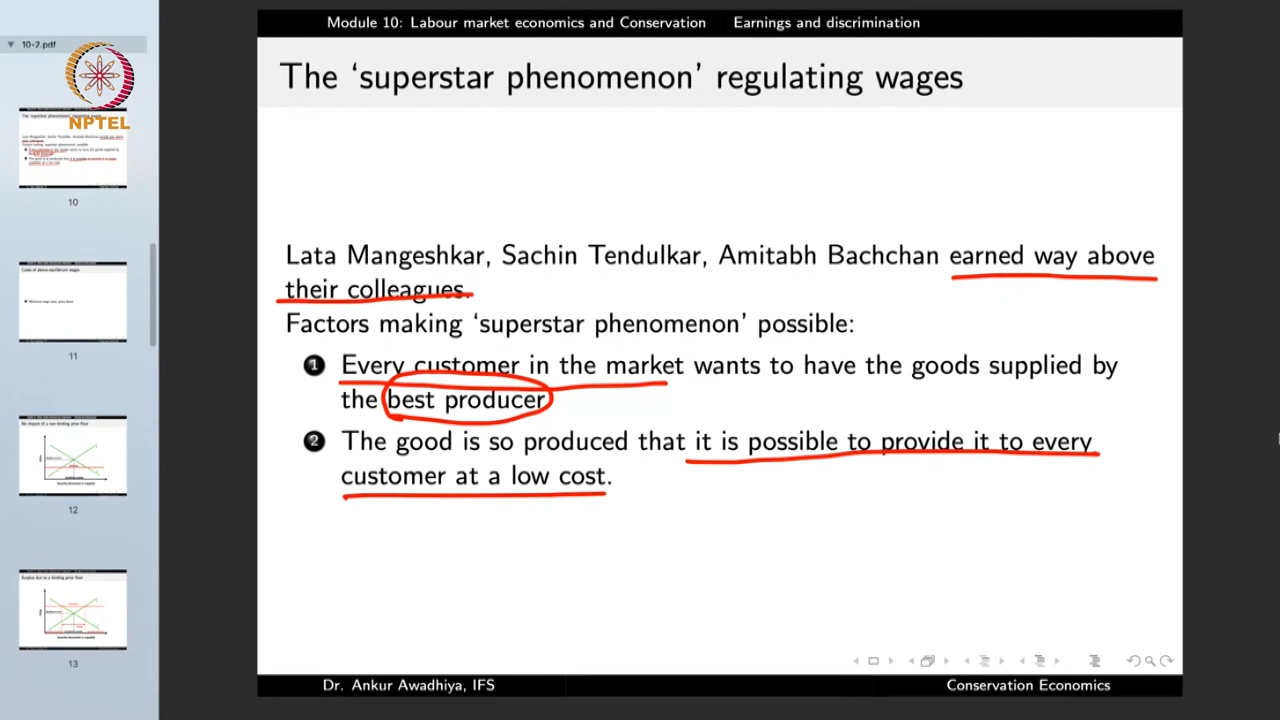 Module 10: Labour market economics and Conservation Earnings and discrimination
10-2.pdf
NPTEL
The ‘superstar phenomenon’ regulating wages
Lata Mangeshkar, Sachin Tendulkar, Amitabh Bachchan earned way above
their colleagues.
Factors making ‘superstar phenomenon’ possible:
1 Every customer in the market wants to have the goods supplied by
the best producer
2 The good is so produced that it is possible to provide it to every
customer at a low cost.
10
11
12
13
Dr. Ankur Awadhiya, IFS Conservation Economics